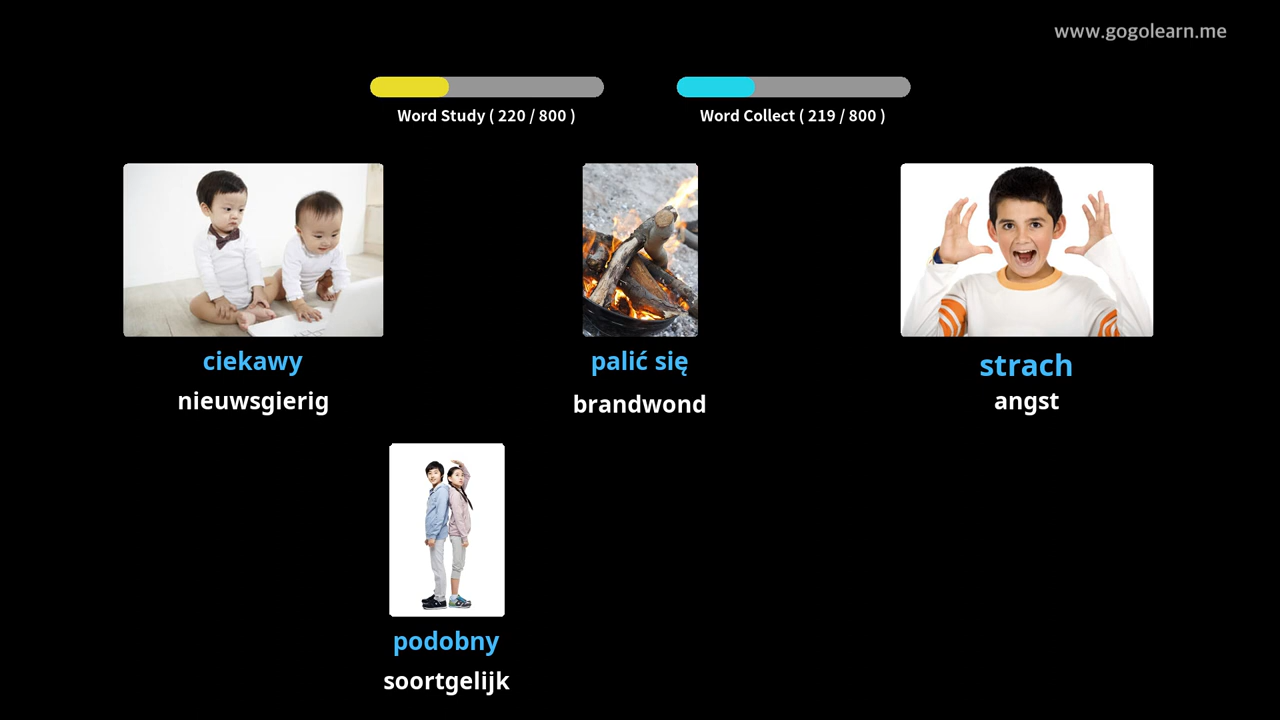 www.gogolearn.me
Word Study ( 220 / 800 )
Word Collect ( 219 / 800 )
ciekawy
nieuwsgierig
palić się
brandwond
strach
angst
podobny
soortgelijk